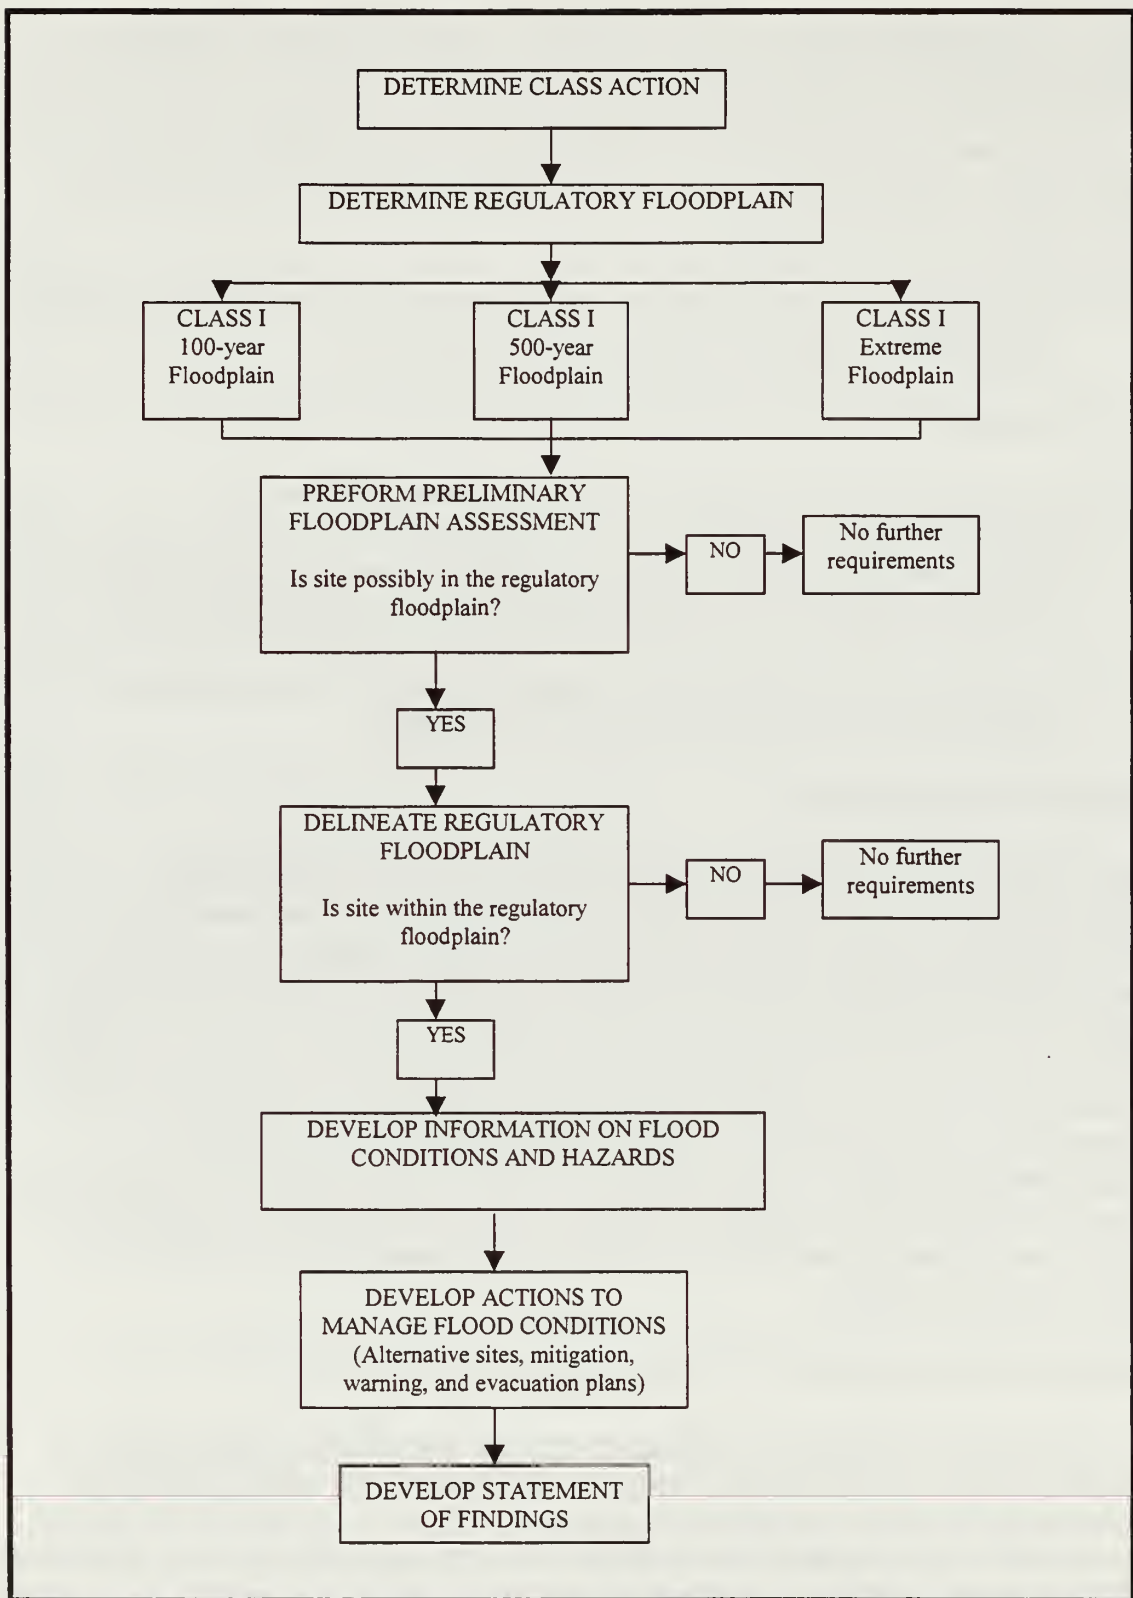 DETERMINE CLASS ACTION
DETERMINE REGULATORY FLOODPLAIN
CLASS I
100-year
Floodplain
CLASS I
500-year
Floodplain
CLASS I
Extreme
Floodplain
PREFORM PRELIMINARY
FLOODPLAIN ASSESSMENT
Is site possibly in the regulatory
floodplain?
NO
No further
requirements
YES
DELINEATE REGULATORY
FLOODPLAIN
Is site within the regulatory
floodplain?
NO
No further
requirements
YES
DEVELOP INFORMATION ON FLOOD
CONDITIONS AND HAZARDS
DEVELOP ACTIONS TO
MANAGE FLOOD CONDITIONS
(Alternative sites, mitigation,
warning, and evacuation plans)
DEVELOP STATEMENT
OF FINDINGS